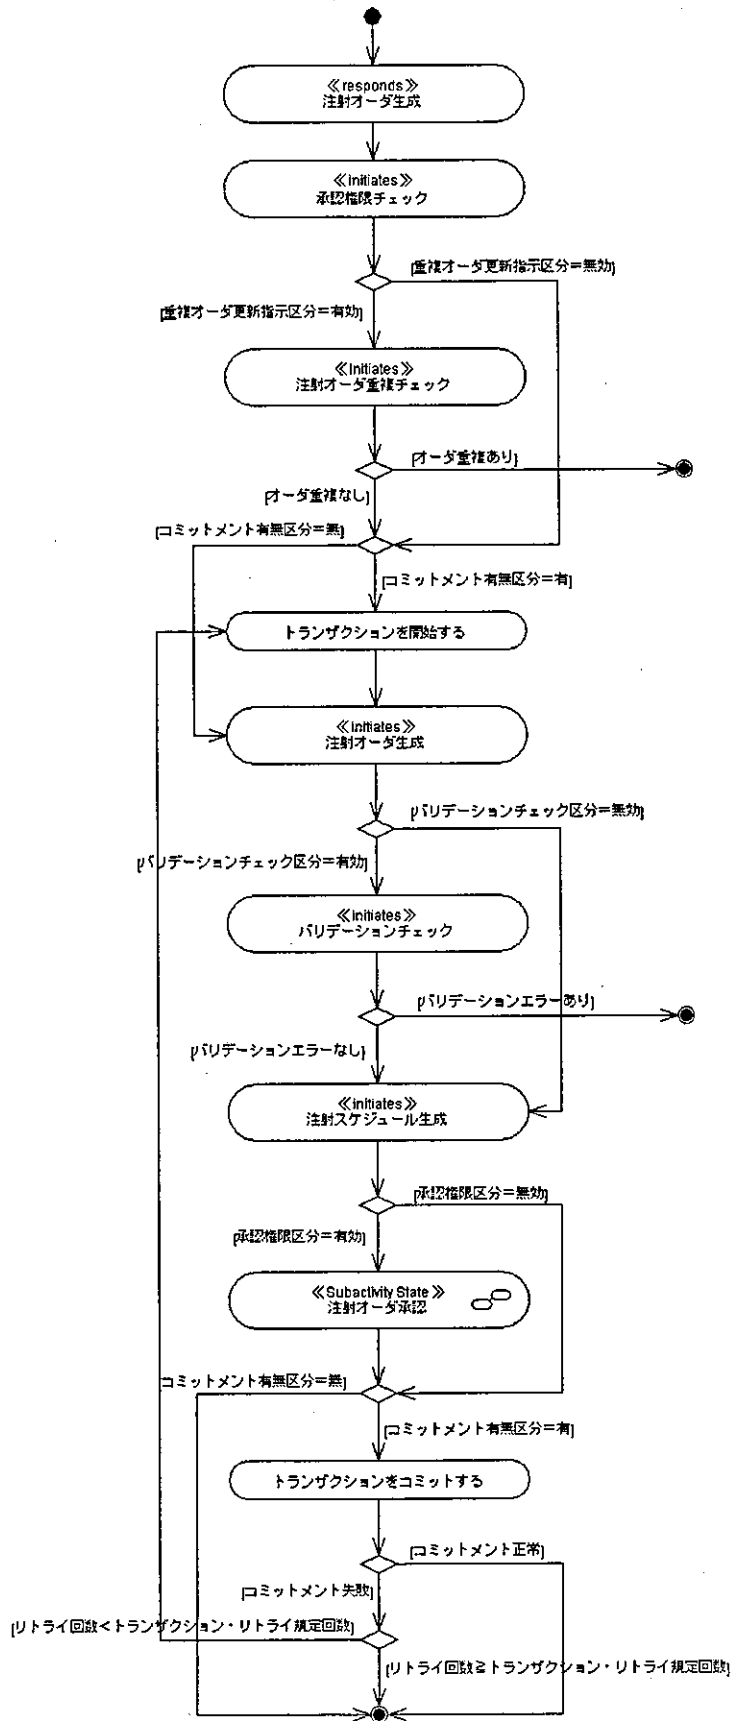 ≪responds≫
注射オーダ生成
≪initiates≫
承認権限チェック
[重複オーダ更新指示区分＝無効]
[重複オーダ更新指示区分＝有効]
≪initiates≫
注射オーダ重複チェック
[オーダ重複あり]
[オーダ重複なし]
[コミットメント有無区分＝無]
[コミットメント有無区分＝有]
トランザクションを開始する
≪initiates≫
注射オーダ生成
[バリデーションチェック区分＝無効]
[バリデーションチェック区分＝有効]
≪initiates≫
バリデーションチェック
[バリデーションエラーあり]
[バリデーションエラーなし]
≪initiates≫
注射スケジュール生成
[承認権限区分＝無効]
[承認権限区分＝有効]
≪Subactivity State≫
注射オーダ承認
コミットメント有無区分＝無]
[コミットメント有無区分＝有]
トランザクションをコミットする
[コミットメント正常]
[コミットメント失敗]
[リトライ回数＜トランザクション・リトライ規定回数]
[リトライ回数≧トランザクション・リトライ規定回数]